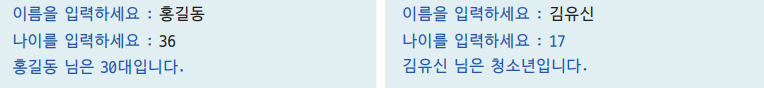 이름을 입력하세요 : 홍길동
나이를 입력하세요 : 36
홍길동 님은 30대입니다.
이름을 입력하세요 : 김유신
나이를 입력하세요 : 17
김유신 님은 청소년입니다.